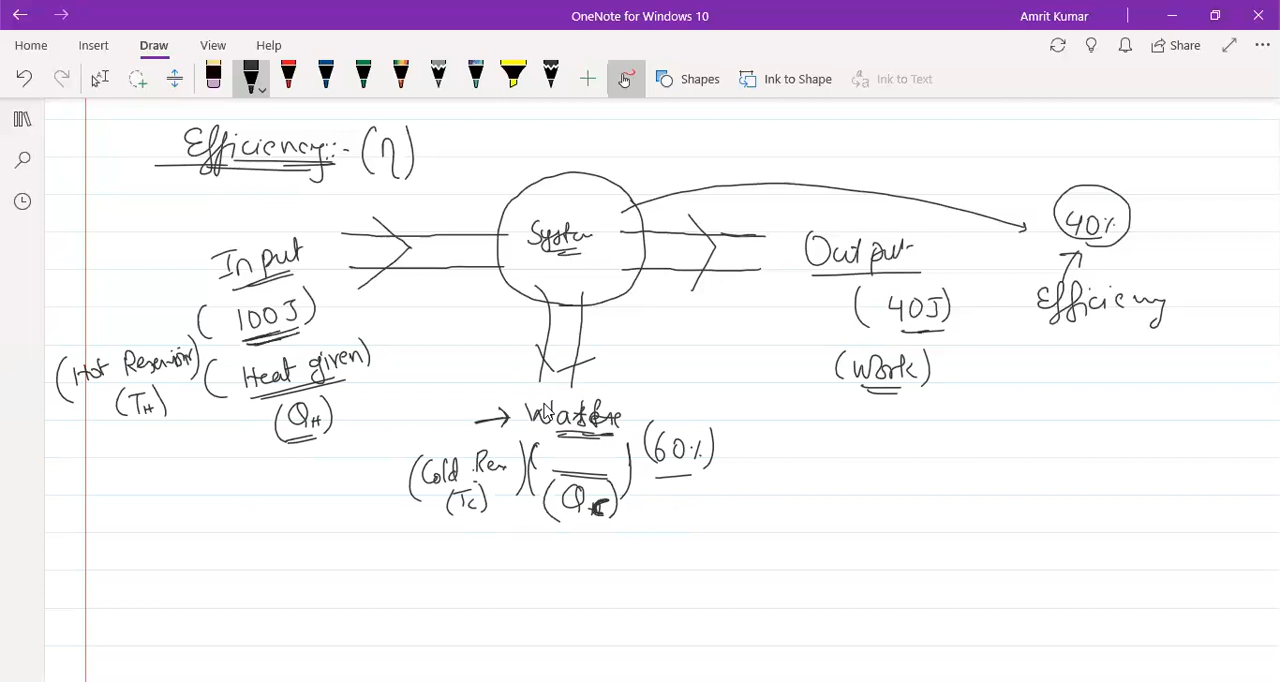 OneNote for Windows 10
Amrit Kumar
Home Insert Draw View Help
Share
Shapes
Ink to Shape
Ink to Text
Efficiency:- (η)
System
40%
Input
Output
Efficiency
(100J)
(40J)
(Hot Reservoir)
(Heat given)
(Work)
(TH)
(QH)
→ Waste
(60%)
(Cold Res)
(Tc)
(Qc)